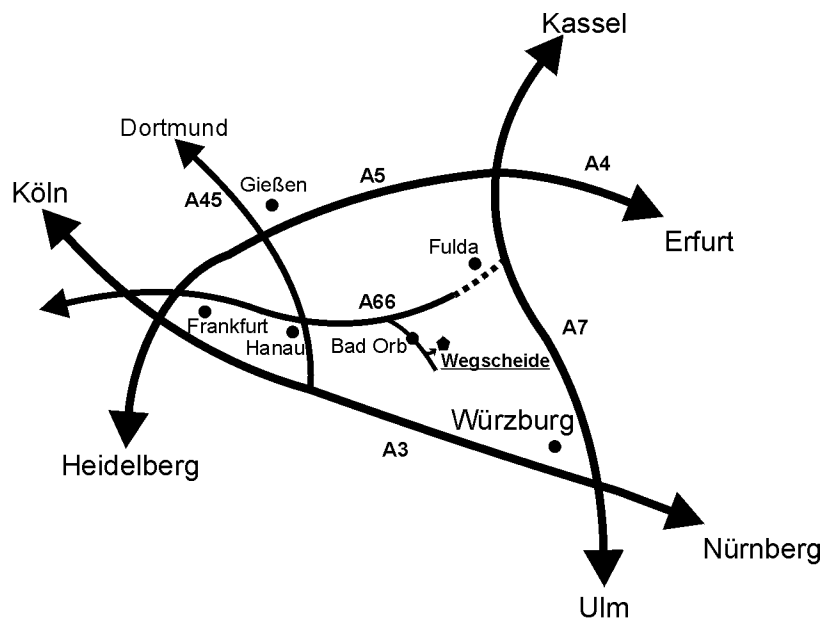 Kassel
Dortmund
A5
A4
Gießen
A45
Köln
Fulda
Erfurt
A66
Frankfurt
A7
Hanau
Bad Orb
Wegscheide
Würzburg
A3
Heidelberg
Nürnberg
Ulm